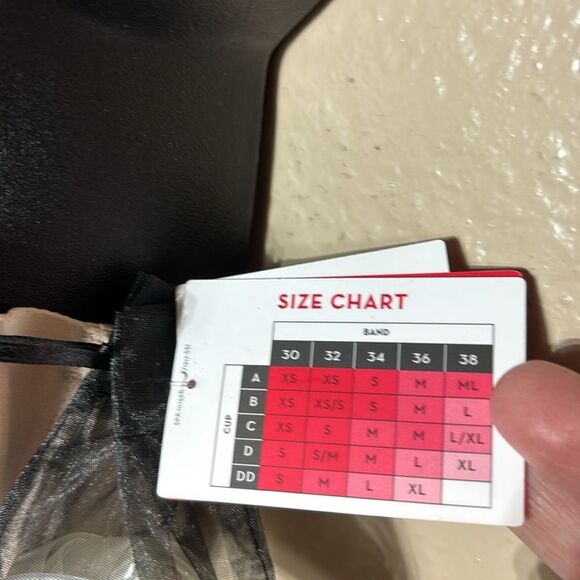 SIZE CHART
BAND
30 32 34 36 38
CUP
A XS XS S M ML
B XS XS/S S M L
C XS S M M L/XL
D S S/M M L XL
DD S M L XL